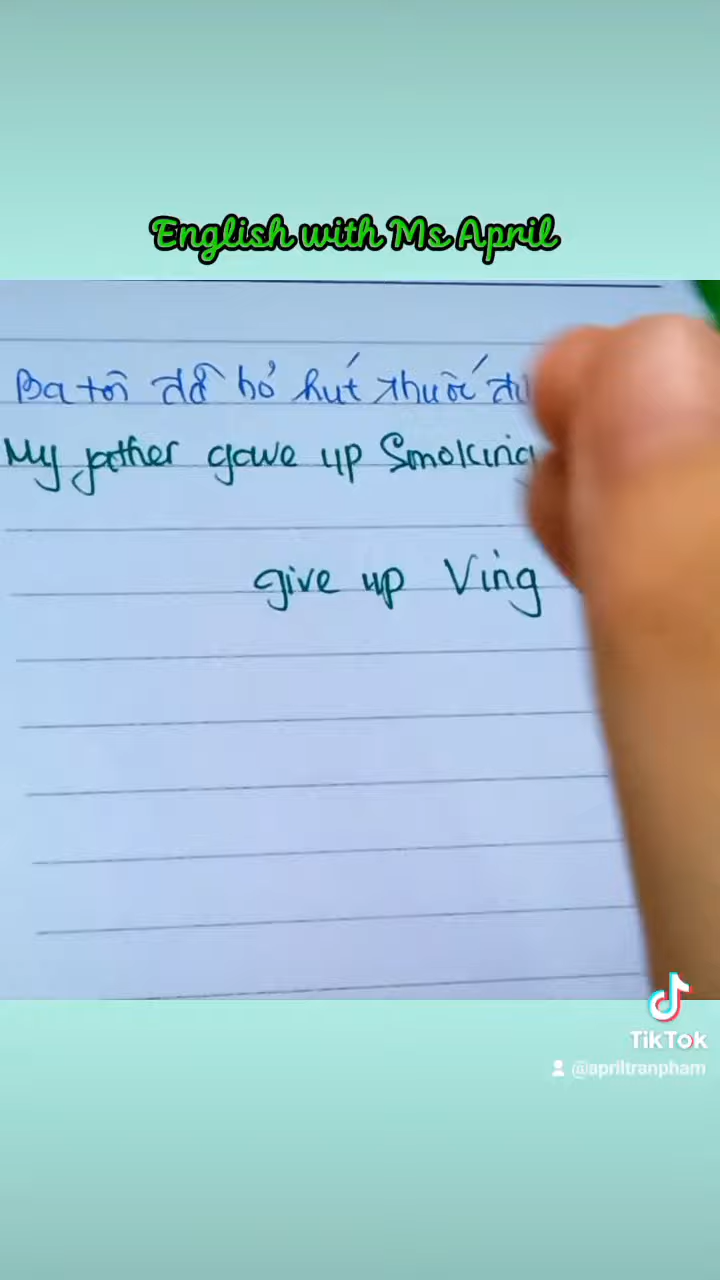 English with Ms April
Ba tôi đã bỏ hút thuốc
My father gave up Smoking
give up Ving
TikTok
@apriltranpham